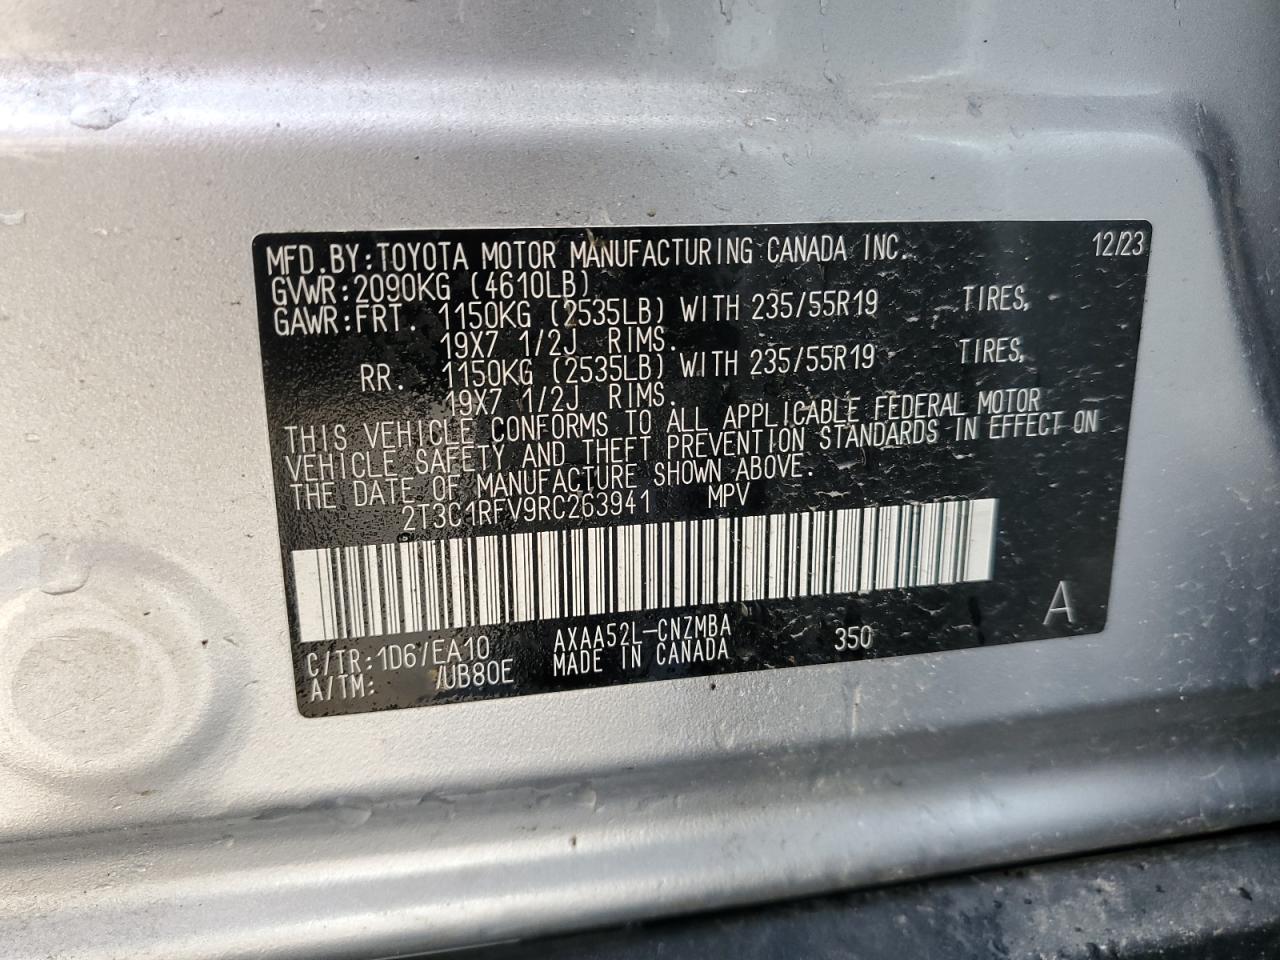 MFD.BY:TOYOTA MOTOR MANUFACTURING CANADA INC. 12/23
GVWR:2090KG (4610LB)
GAWR:FRT. 1150KG (2535LB) WITH 235/55R19 TIRES,
19X7 1/2J RIMS.
RR. 1150KG (2535LB) WITH 235/55R19 TIRES,
19X7 1/2J RIMS.
THIS VEHICLE CONFORMS TO ALL APPLICABLE FEDERAL MOTOR
VEHICLE SAFETY AND THEFT PREVENTION STANDARDS IN EFFECT ON
THE DATE OF MANUFACTURE SHOWN ABOVE.
2T3C1RFV9RC263941 MPV
A
C/TR:1D6/EA10 AXAA52L-CNZMBA 350
A/TM: /UB80E MADE IN CANADA